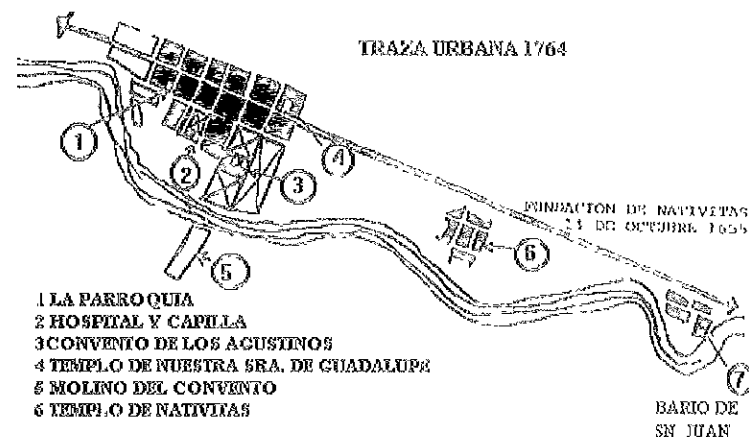 TRAZA URBANA 1764
1
2
3
4
FUNDACION DE NATIVITAS
DE OCTUBRE
6
5
7
1 LA PARROQUIA
2 HOSPITAL Y CAPILLA
3 CONVENTO DE LOS AGUSTINOS
4 TEMPLO DE NUESTRA SRA. DE GUADALUPE
5 MOLINO DEL CONVENTO
6 TEMPLO DE NATIVITAS
BARIO DE
SN JUAN